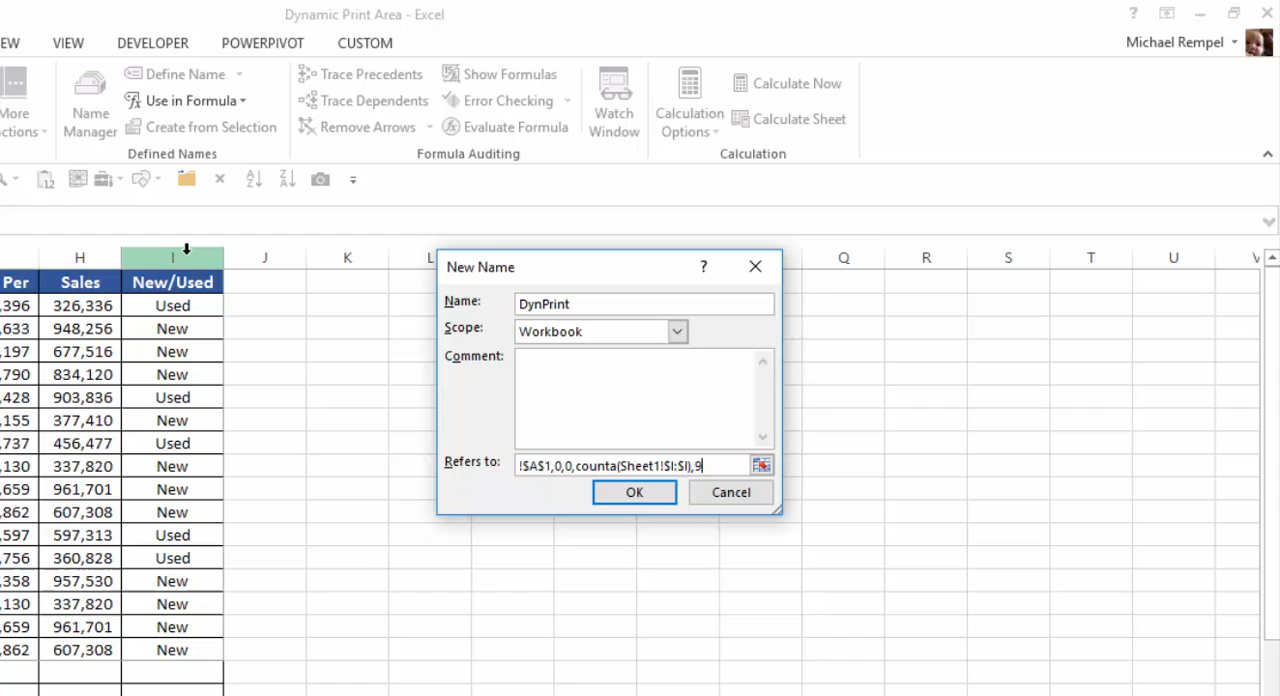 Dynamic Print Area - Excel
?
EW VIEW DEVELOPER POWERPIVOT CUSTOM Michael Rempel
More
ctions
Name
Manager
Define Name
Use in Formula
Create from Selection
Defined Names
Trace Precedents
Trace Dependents
Remove Arrows
Show Formulas
Error Checking
Evaluate Formula
Formula Auditing
Watch
Window
Calculation
Options
Calculate Now
Calculate Sheet
Calculation
12
A Z
Z A
H I J K L Q R S T U V
Per Sales New/Used
,396 326,336 Used
,633 948,256 New
,197 677,516 New
,790 834,120 New
,428 903,836 Used
,155 377,410 New
,737 456,477 Used
,130 337,820 New
,659 961,701 New
,862 607,308 New
,597 597,313 Used
,756 360,828 Used
,358 957,530 New
,130 337,820 New
,659 961,701 New
,862 607,308 New
New Name ?
Name: DynPrint
Scope: Workbook
Comment:
Refers to: !$A$1,0,0,counta(Sheet1!$I:$I),9
OK Cancel